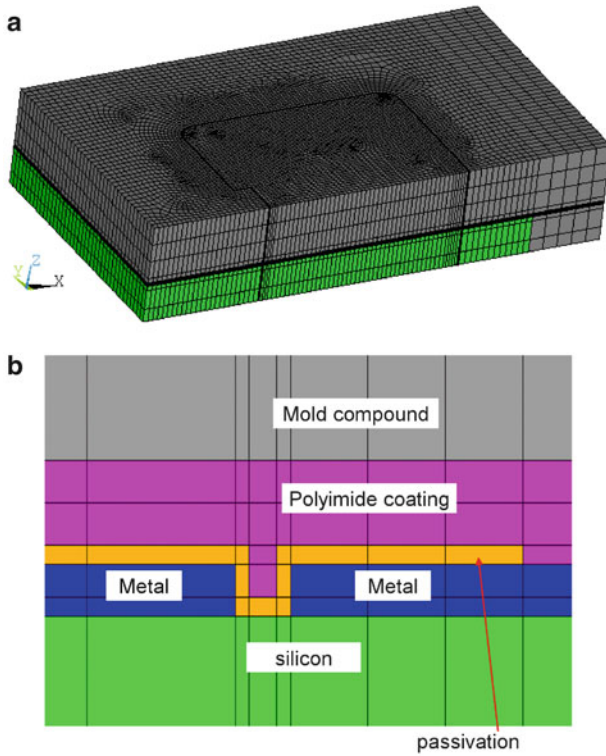 a
Y
Z
X
b
Mold compound
Polyimide coating
Metal
Metal
silicon
passivation